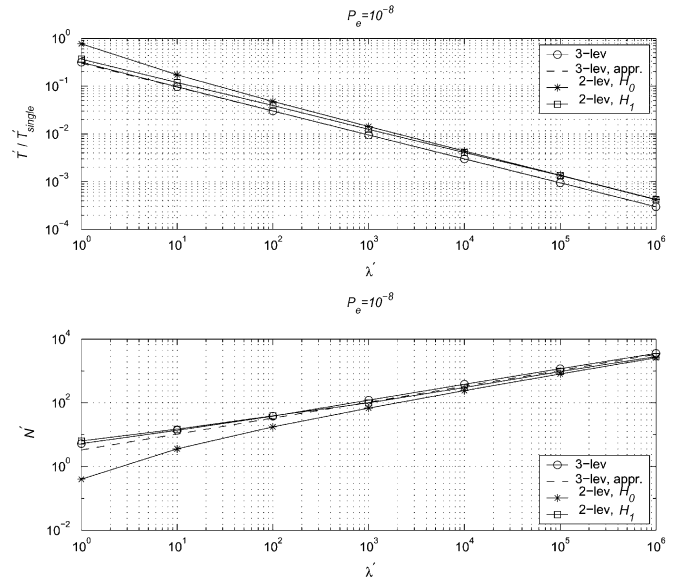 P_e=10^−8
T′ / T′_single
10^0
10^−1
10^−2
10^−3
10^−4
3−lev
3−lev, appr.
2−lev, H_0
2−lev, H_1
10^0 10^1 10^2 10^3 10^4 10^5 10^6
λ′
P_e=10^−8
N′
10^4
10^2
10^0
10^−2
3−lev
3−lev, appr.
2−lev, H_0
2−lev, H_1
10^0 10^1 10^2 10^3 10^4 10^5 10^6
λ′